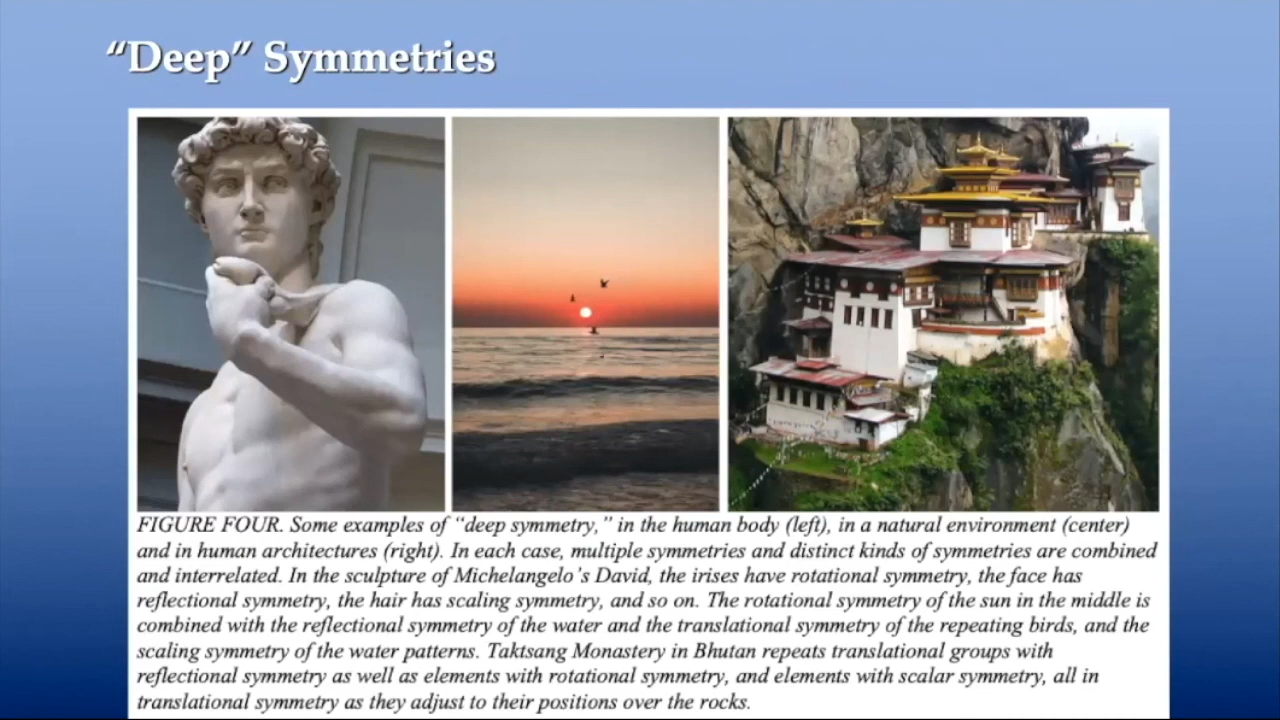 “Deep” Symmetries
FIGURE FOUR. Some examples of “deep symmetry,” in the human body (left), in a natural environment (center)
and in human architectures (right). In each case, multiple symmetries and distinct kinds of symmetries are combined
and interrelated. In the sculpture of Michelangelo’s David, the irises have rotational symmetry, the face has
reflectional symmetry, the hair has scaling symmetry, and so on. The rotational symmetry of the sun in the middle is
combined with the reflectional symmetry of the water and the translational symmetry of the repeating birds, and the
scaling symmetry of the water patterns. Taktsang Monastery in Bhutan repeats translational groups with
reflectional symmetry as well as elements with rotational symmetry, and elements with scalar symmetry, all in
translational symmetry as they adjust to their positions over the rocks.